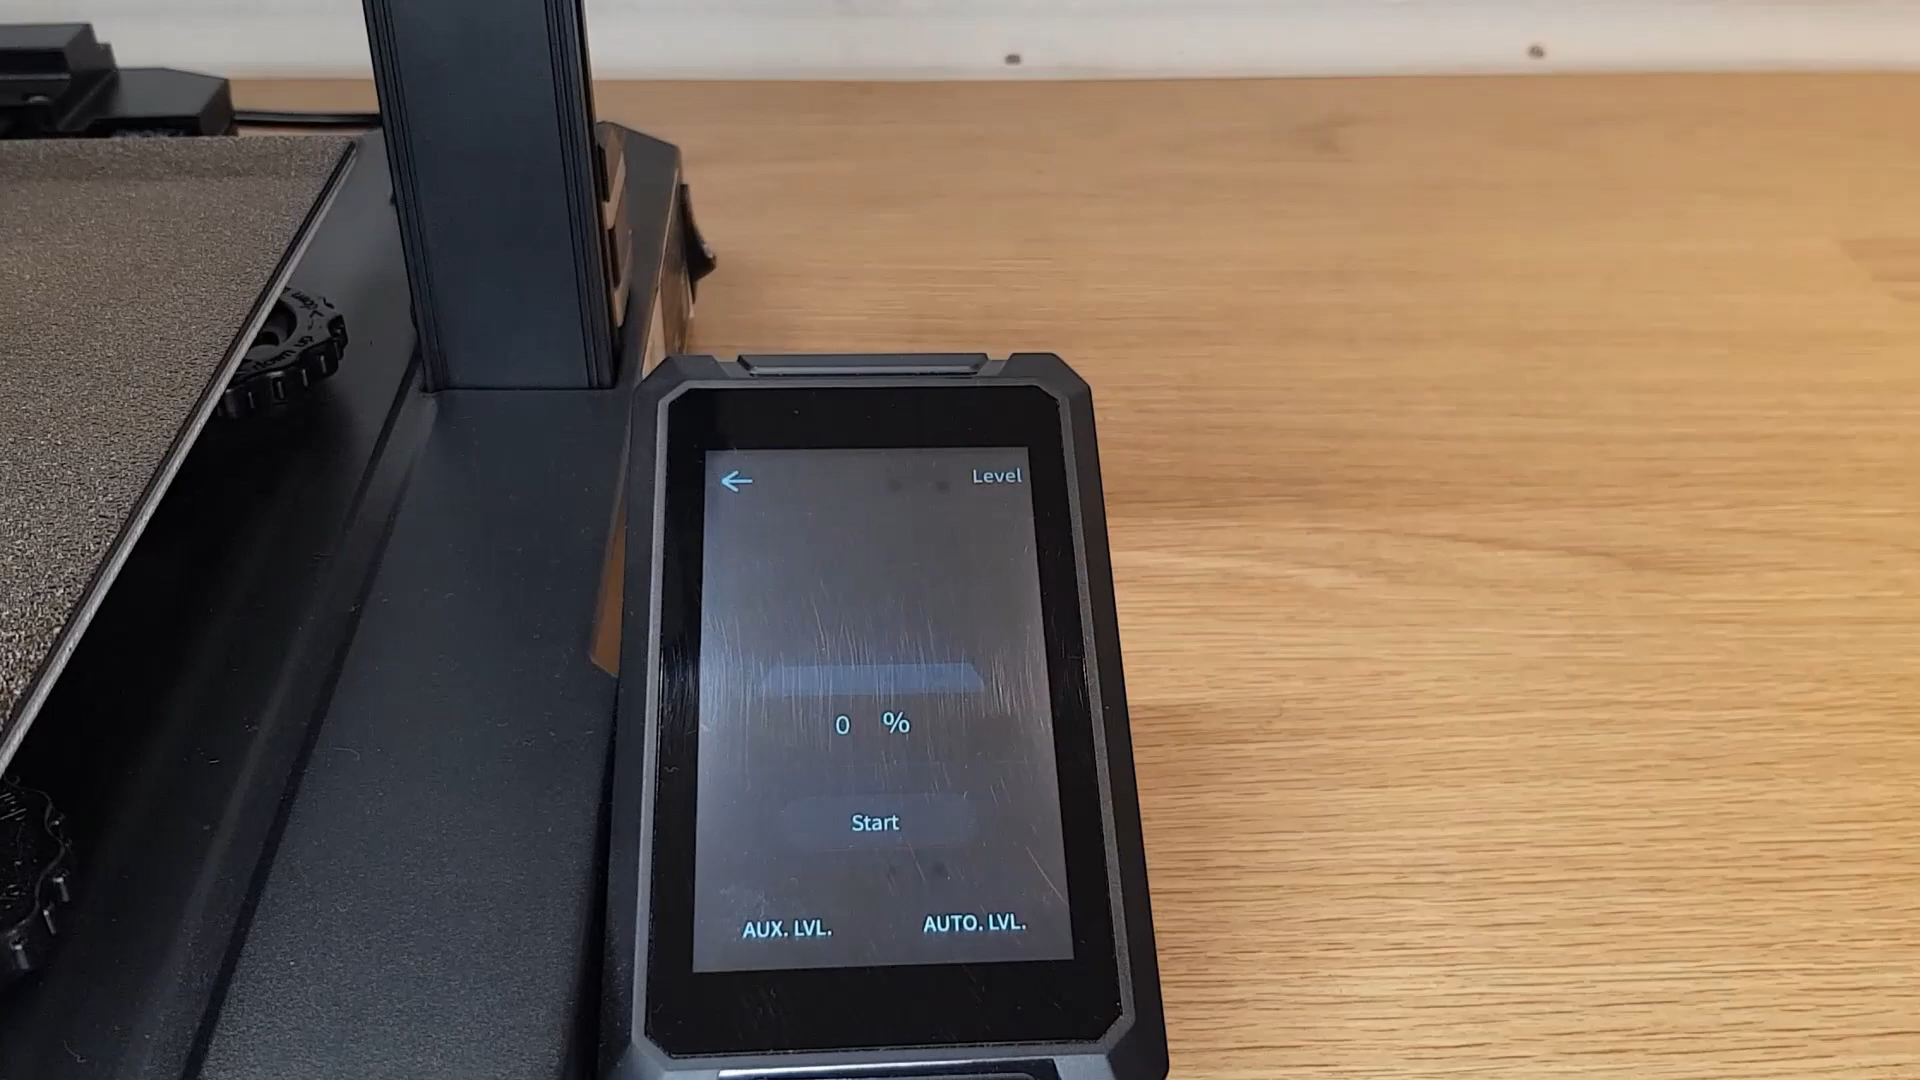 Level
0 %
Start
AUX. LVL.
AUTO. LVL.